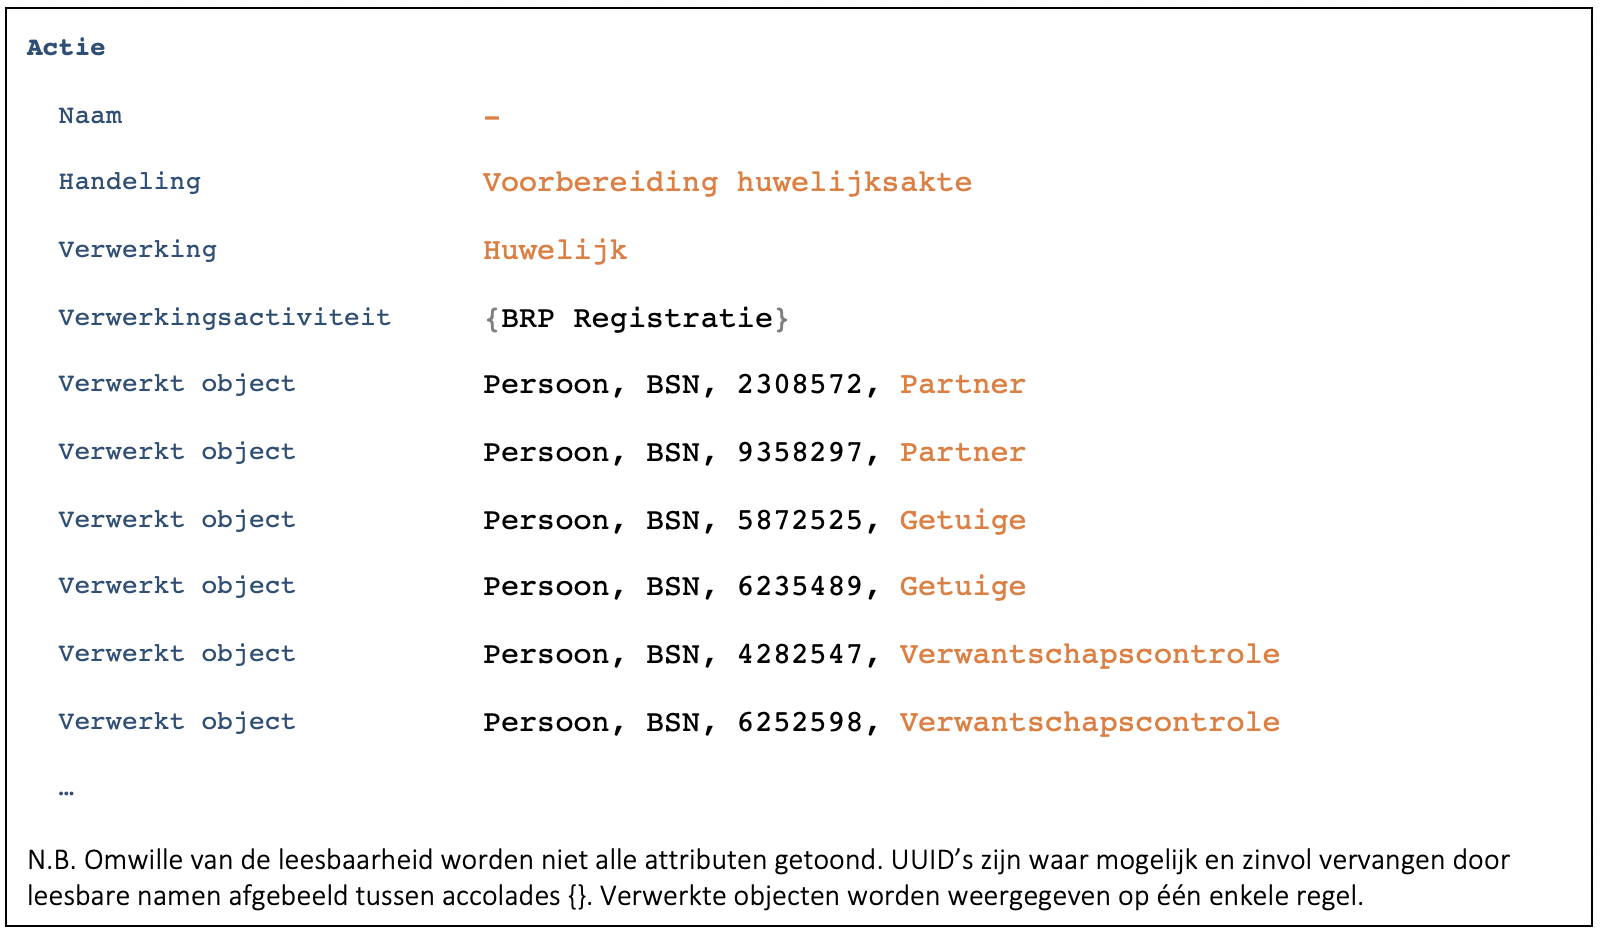 Actie
Naam –
Handeling Voorbereiding huwelijksakte
Verwerking Huwelijk
Verwerkingsactiviteit {BRP Registratie}
Verwerkt object Persoon, BSN, 2308572, Partner
Verwerkt object Persoon, BSN, 9358297, Partner
Verwerkt object Persoon, BSN, 5872525, Getuige
Verwerkt object Persoon, BSN, 6235489, Getuige
Verwerkt object Persoon, BSN, 4282547, Verwantschapscontrole
Verwerkt object Persoon, BSN, 6252598, Verwantschapscontrole
…
N.B. Omwille van de leesbaarheid worden niet alle attributen getoond. UUID’s zijn waar mogelijk en zinvol vervangen door
leesbare namen afgebeeld tussen accolades {}. Verwerkte objecten worden weergegeven op één enkele regel.